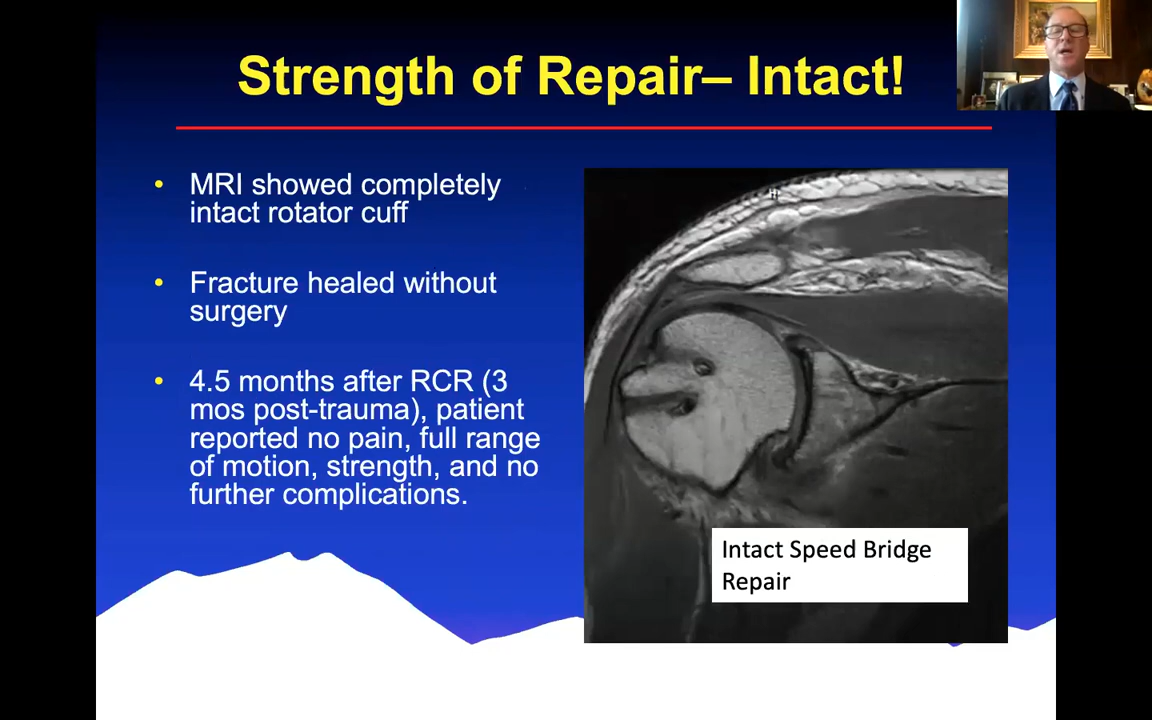 Strength of Repair– Intact!
• MRI showed completely
intact rotator cuff
• Fracture healed without
surgery
• 4.5 months after RCR (3
mos post-trauma), patient
reported no pain, full range
of motion, strength, and no
further complications.
Intact Speed Bridge
Repair